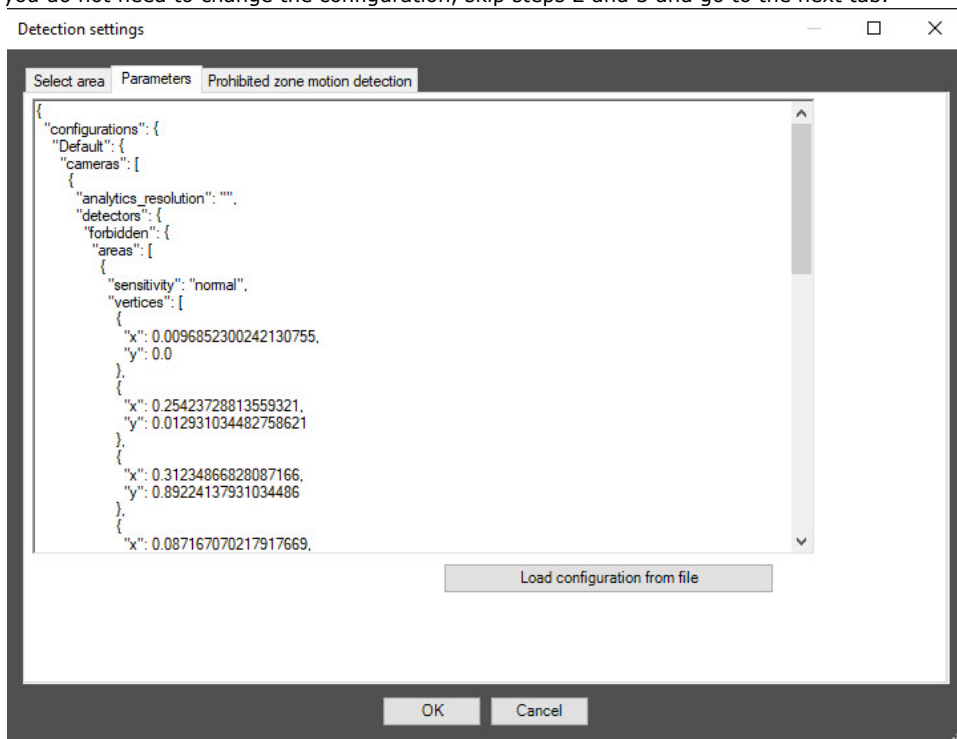 you do not need to change the configuration, skip steps 2 and 3 and go to the next tab.
Detection settings
Select area Parameters Prohibited zone motion detection
{
"configurations": {
"Default": {
"cameras": [
{
"analytics_resolution": "",
"detectors": {
"forbidden": {
"areas": [
{
"sensitivity": "normal",
"vertices": [
{
"x": 0.0096852300242130755,
"y": 0.0
},
{
"x": 0.25423728813559321,
"y": 0.012931034482758621
},
{
"x": 0.31234866828087166,
"y": 0.89224137931034486
},
{
"x": 0.087167070217917669,
Load configuration from file
OK Cancel